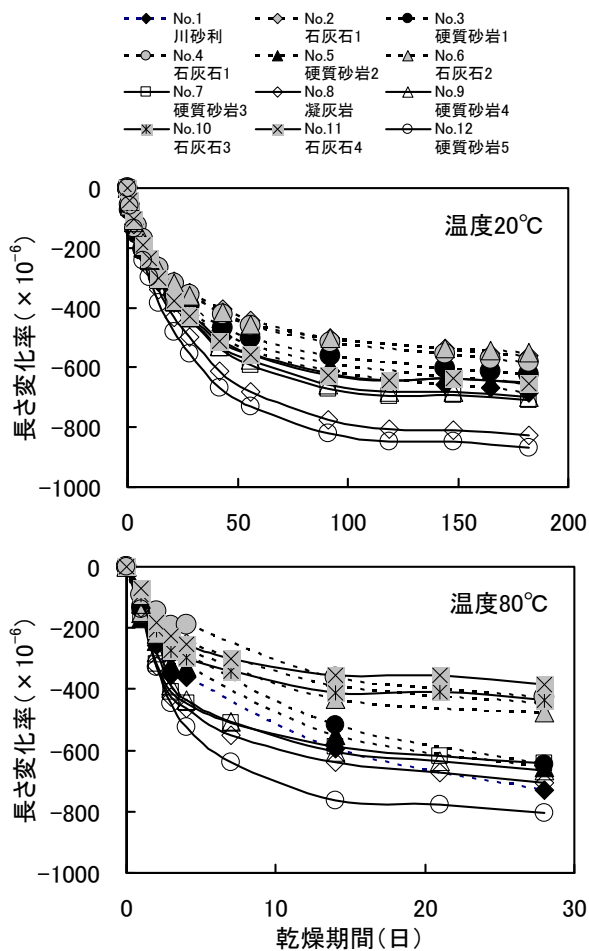 No.1 No.2 No.3
川砂利 石灰石1 硬質砂岩1
No.4 No.5 No.6
石灰石1 硬質砂岩2 石灰石2
No.7 No.8 No.9
硬質砂岩3 凝灰岩 硬質砂岩4
No.10 No.11 No.12
石灰石3 石灰石4 硬質砂岩5
温度20℃
長さ変化率(×10⁻⁶)
0
−200
−400
−600
−800
−1000
0 50 100 150 200
温度80℃
長さ変化率(×10⁻⁶)
0
−200
−400
−600
−800
−1000
0 10 20 30
乾燥期間(日)